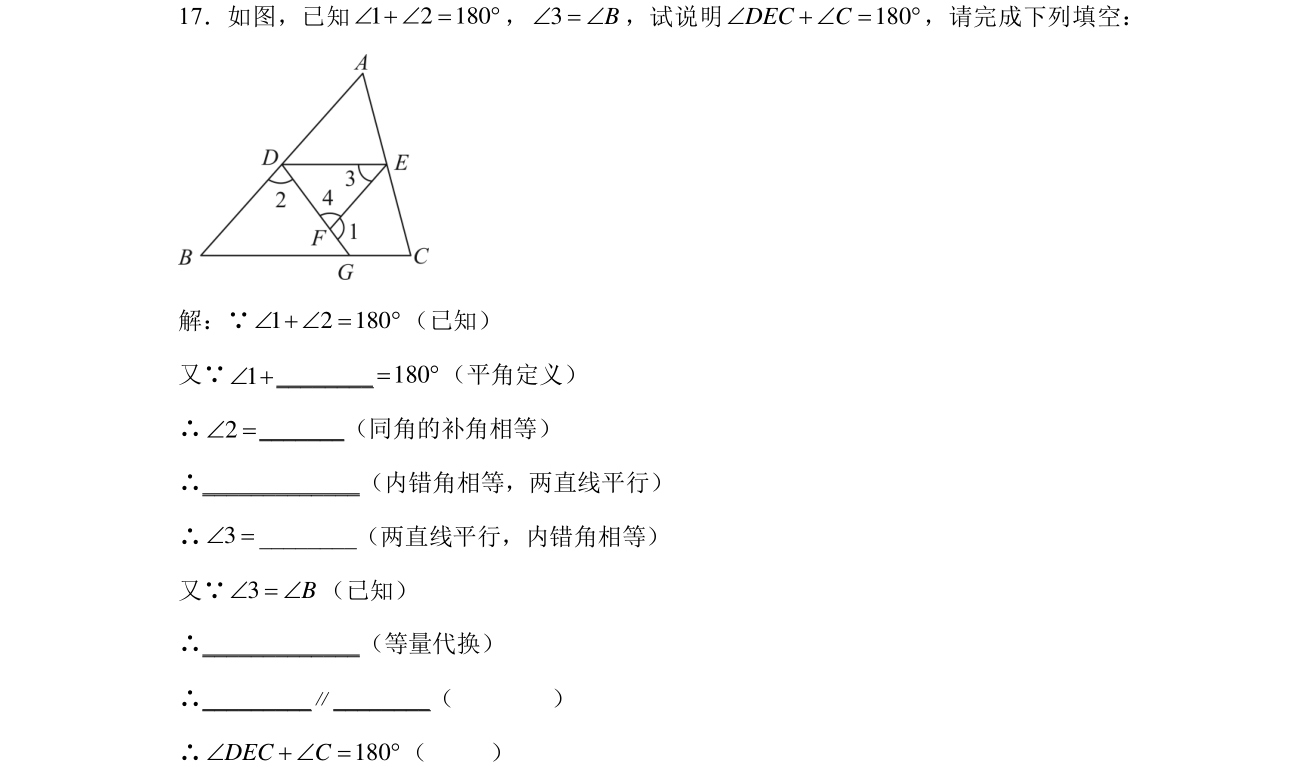 17．如图，已知∠1+∠2=180°，∠3=∠B，试说明∠DEC+∠C=180°，请完成下列填空：
A
D
E
3
2
4
F
1
B
C
G
解：∵∠1+∠2=180°（已知）
又∵∠1+________=180°（平角定义）
∴∠2=_______（同角的补角相等）
∴_____________（内错角相等，两直线平行）
∴∠3=________（两直线平行，内错角相等）
又∵∠3=∠B（已知）
∴_____________（等量代换）
∴_________∥________（        ）
∴∠DEC+∠C=180°（     ）